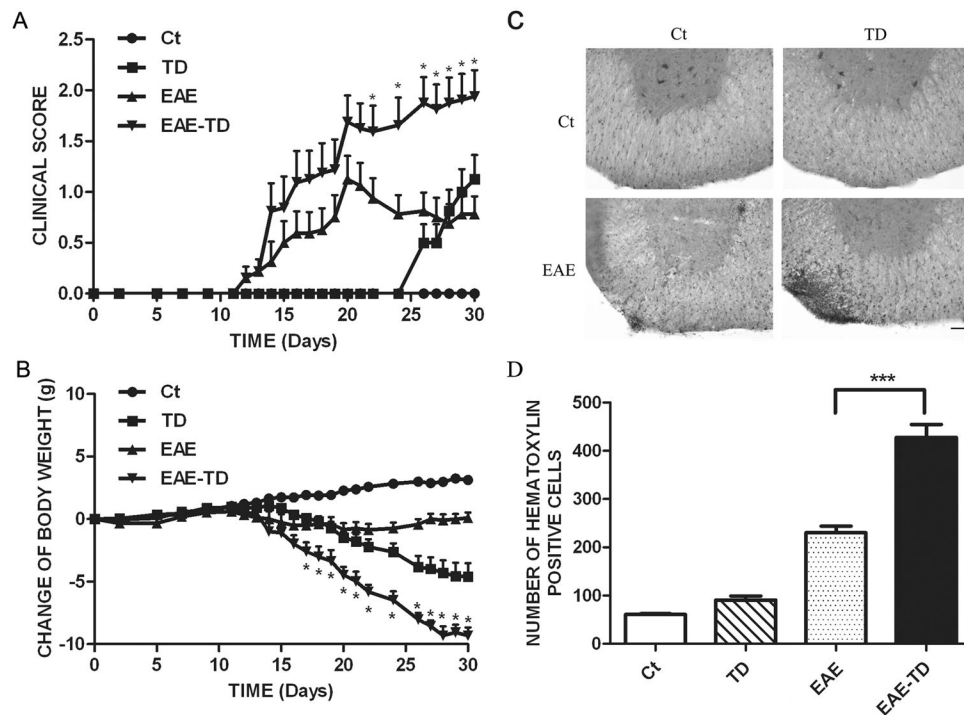 A
CLINICAL SCORE
2.5
2.0
1.5
1.0
0.5
0.0
Ct
TD
EAE
EAE-TD
* * * * * * *
0 5 10 15 20 25 30
TIME (Days)
B
CHANGE OF BODY WEIGHT (g)
10
5
0
-5
-10
Ct
TD
EAE
EAE-TD
* * * * * * * * * * * *
0 5 10 15 20 25 30
TIME (Days)
C
Ct TD
Ct
EAE
D
NUMBER OF HEMATOXYLIN
POSITIVE CELLS
500
400
300
200
100
0
***
Ct TD EAE EAE-TD